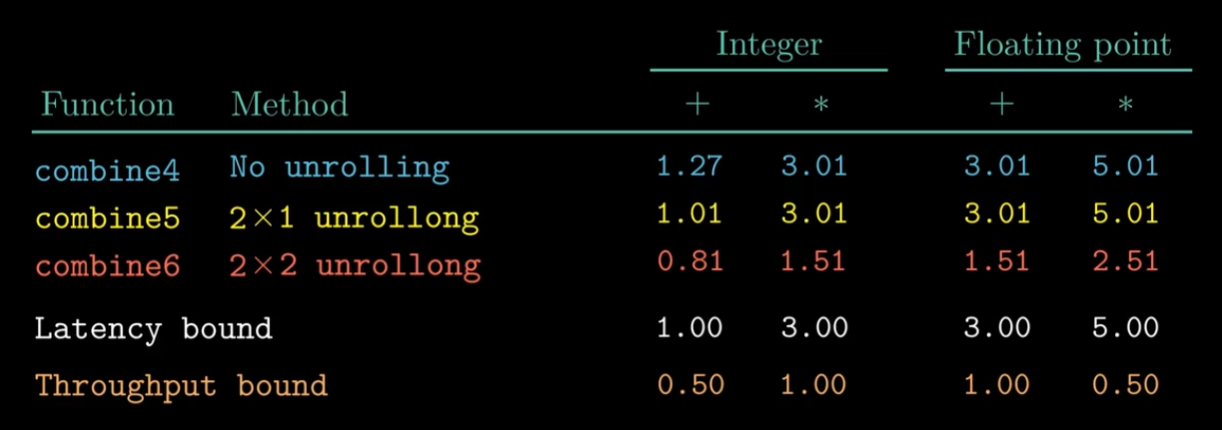 Integer Floating point
Function Method + * + *
combine4 No unrolling 1.27 3.01 3.01 5.01
combine5 2×1 unrollong 1.01 3.01 3.01 5.01
combine6 2×2 unrollong 0.81 1.51 1.51 2.51
Latency bound 1.00 3.00 3.00 5.00
Throughput bound 0.50 1.00 1.00 0.50